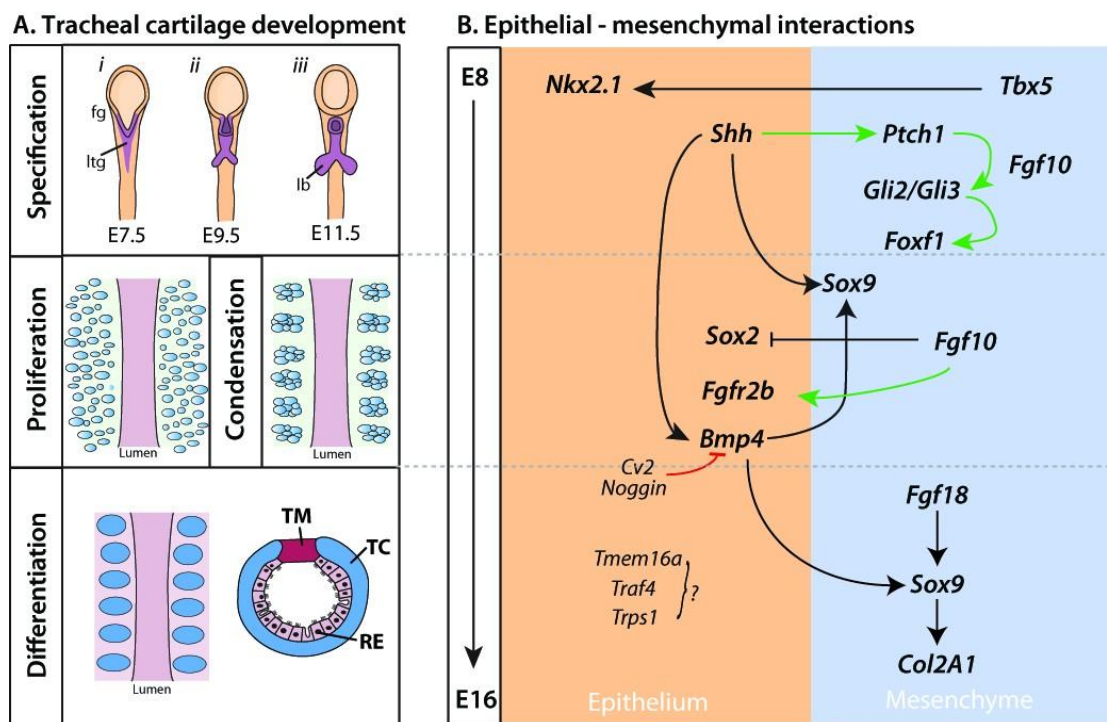 A. Tracheal cartilage development
Specification
i
ii
iii
fg
ltg
lb
E7.5
E9.5
E11.5
Proliferation
Lumen
Condensation
Lumen
Differentiation
Lumen
TM
TC
RE
B. Epithelial - mesenchymal interactions
E8
E16
Nkx2.1
Tbx5
Shh
Ptch1
Fgf10
Gli2/Gli3
Foxf1
Sox9
Sox2
Fgf10
Fgfr2b
Bmp4
Cv2
Noggin
Fgf18
Tmem16a
Traf4
?
Trps1
Sox9
Col2A1
Epithelium
Mesenchyme